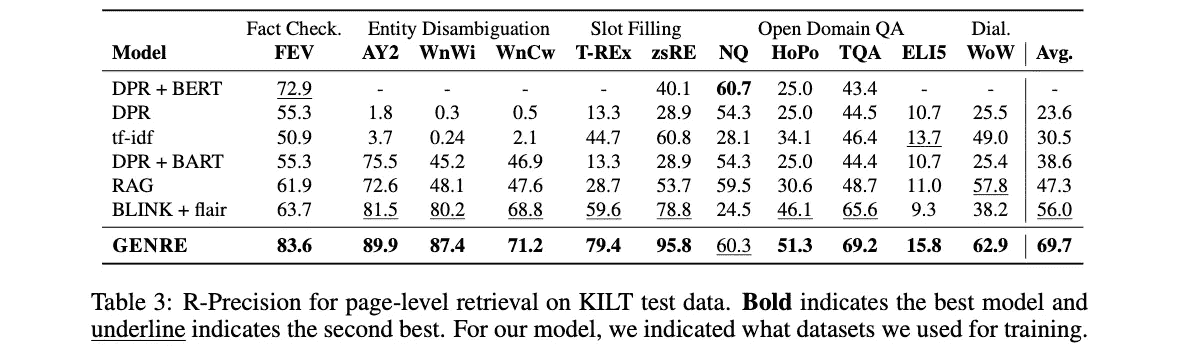 Fact Check. Entity Disambiguation Slot Filling Open Domain QA Dial.
Model FEV AY2 WnWi WnCw T-REx zsRE NQ HoPo TQA ELI5 WoW Avg.
DPR + BERT 72.9 - - - - 40.1 60.7 25.0 43.4 - - -
DPR 55.3 1.8 0.3 0.5 13.3 28.9 54.3 25.0 44.5 10.7 25.5 23.6
tf-idf 50.9 3.7 0.24 2.1 44.7 60.8 28.1 34.1 46.4 13.7 49.0 30.5
DPR + BART 55.3 75.5 45.2 46.9 13.3 28.9 54.3 25.0 44.4 10.7 25.4 38.6
RAG 61.9 72.6 48.1 47.6 28.7 53.7 59.5 30.6 48.7 11.0 57.8 47.3
BLINK + flair 63.7 81.5 80.2 68.8 59.6 78.8 24.5 46.1 65.6 9.3 38.2 56.0
GENRE 83.6 89.9 87.4 71.2 79.4 95.8 60.3 51.3 69.2 15.8 62.9 69.7
Table 3: R-Precision for page-level retrieval on KILT test data. Bold indicates the best model and
underline indicates the second best. For our model, we indicated what datasets we used for training.